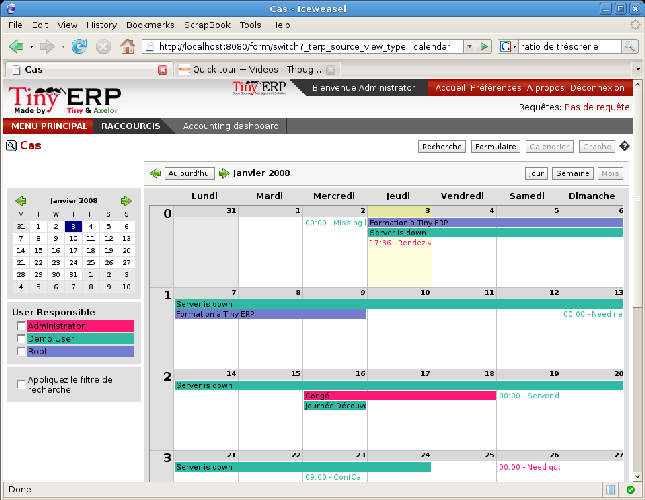 Cas - Iceweasel
File Edit View History Bookmarks ScrapBook Tools Help
http://localhost:8080/form/switch?_terp_source_view_type calendar
ratio de trésorerie
Cas
Quick tour — Videos - Thoug...
Tiny ERP
Made by Tiny & Axelor
Tiny ERP
Bienvenue Administrator
Accueil Préférences A propos Déconnexion
Requêtes: Pas de requête
MENU PRINCIPAL RACCOURCIS Accounting dashboard
Cas
Recherche Formulaire Calendrier Graphe
Aujourd'hui Janvier 2008 Jour Semaine Mois
Janvier 2008
M T W T F S S
31 1 2 3 4 5 6
7 8 9 10 11 12 13
14 15 16 17 18 19 20
21 22 23 24 25 26 27
28 29 30 31 1 2 3
4 5 6 7 8 9 10
User Responsible
Administrator
Demo User
Root
Appliquez le filtre de
recherche
Lundi Mardi Mercredi Jeudi Vendredi Samedi Dimanche
0 31 1 2 3 4 5 6
00:00 - Missing Formation à Tiny ERP
Server is down
17:36 - Rendez v
1 7 8 9 10 11 12 13
Server is down
Formation à Tiny ERP 00:00 - Need ne
2 14 15 16 17 18 19 20
Server is down
Congé 00:00 - Server d
Journée Découve
3 21 22 23 24 25 26 27
Server is down 00:00 - Need qu
09:00 - Conf Ca
Done